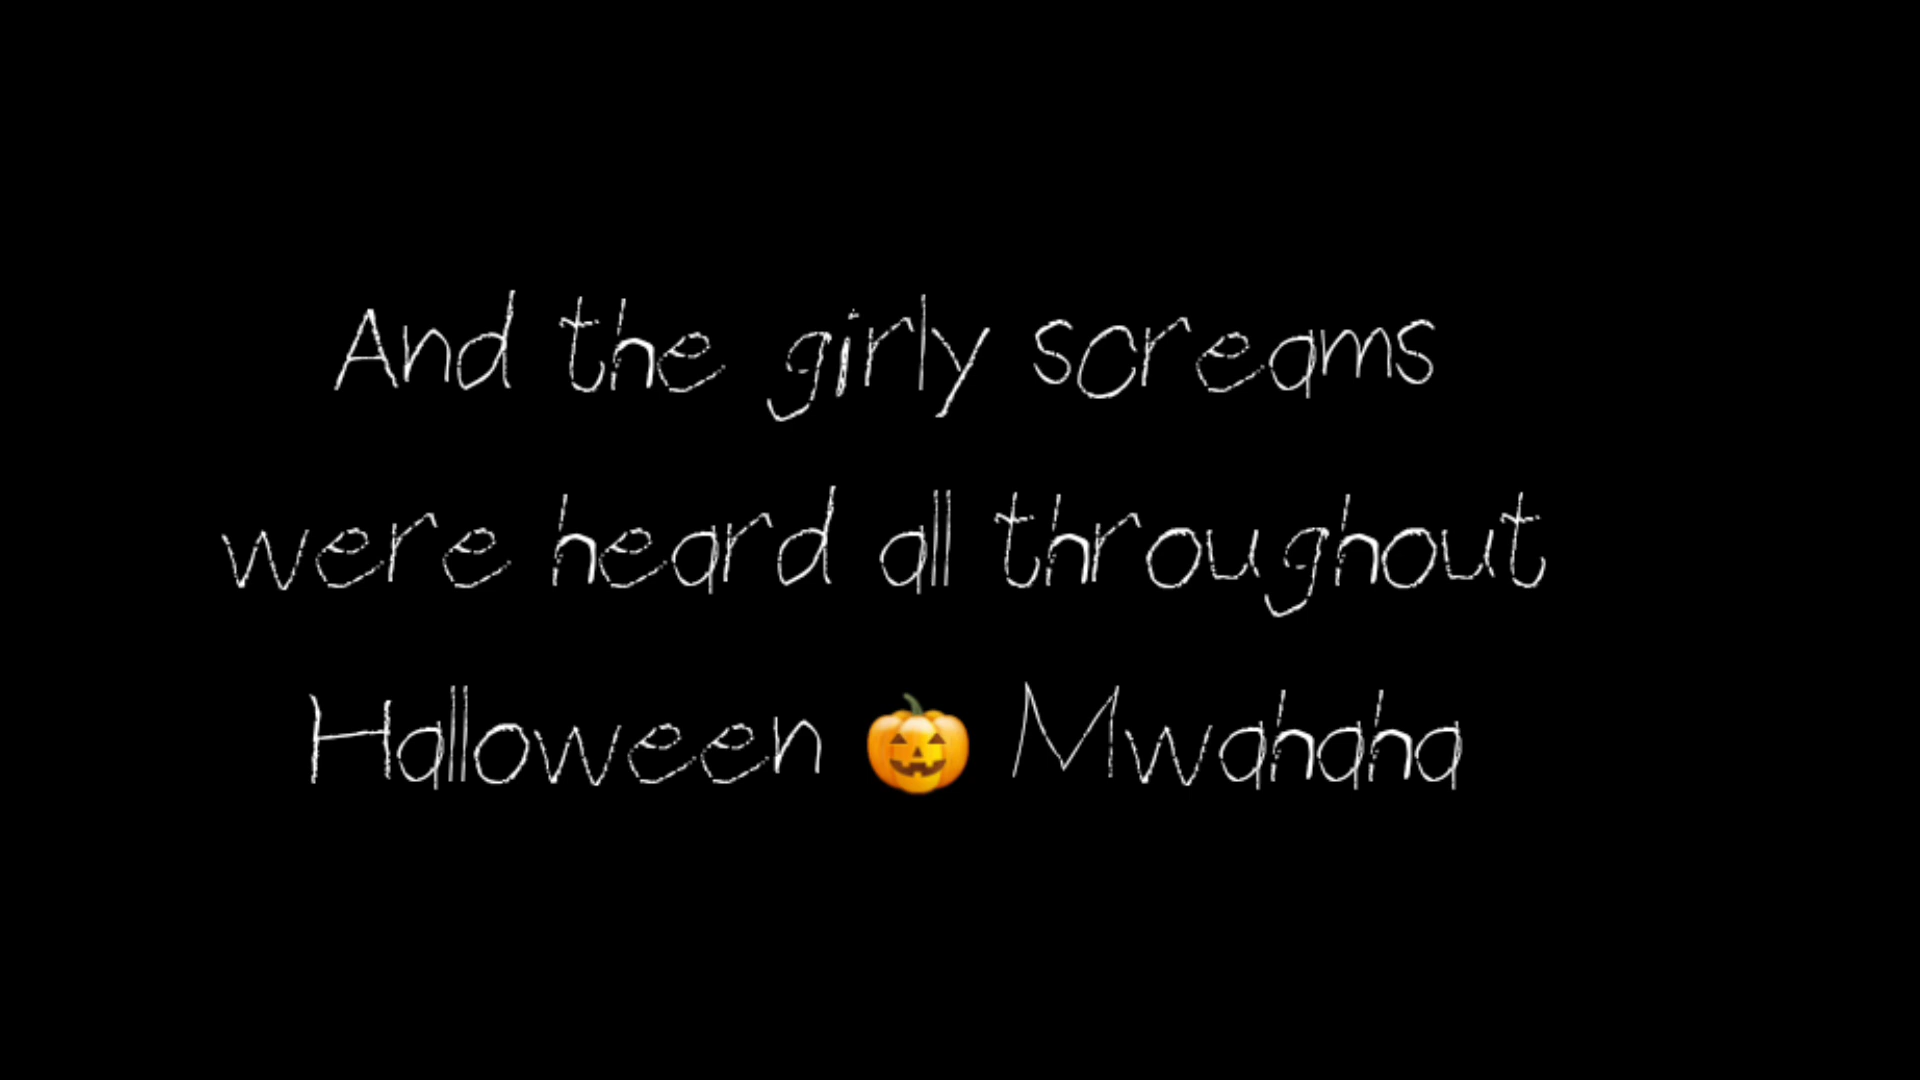 And the girly screams
were heard all throughout
Halloween 🎃 Mwahaha